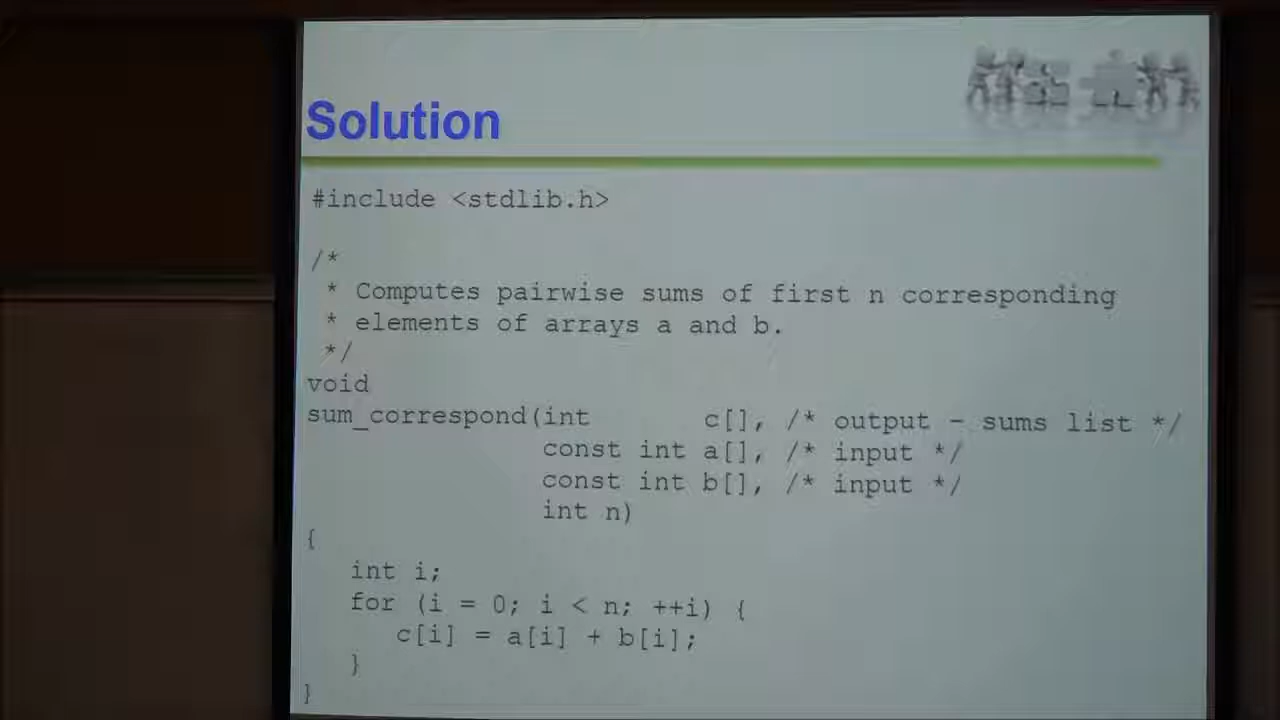 Solution
#include <stdlib.h>
/*
 * Computes pairwise sums of first n corresponding
 * elements of arrays a and b.
 */
void
sum_correspond(int       c[], /* output - sums list */
               const int a[], /* input */
               const int b[], /* input */
               int n)
{
   int i;
   for (i = 0; i < n; ++i) {
      c[i] = a[i] + b[i];
   }
}